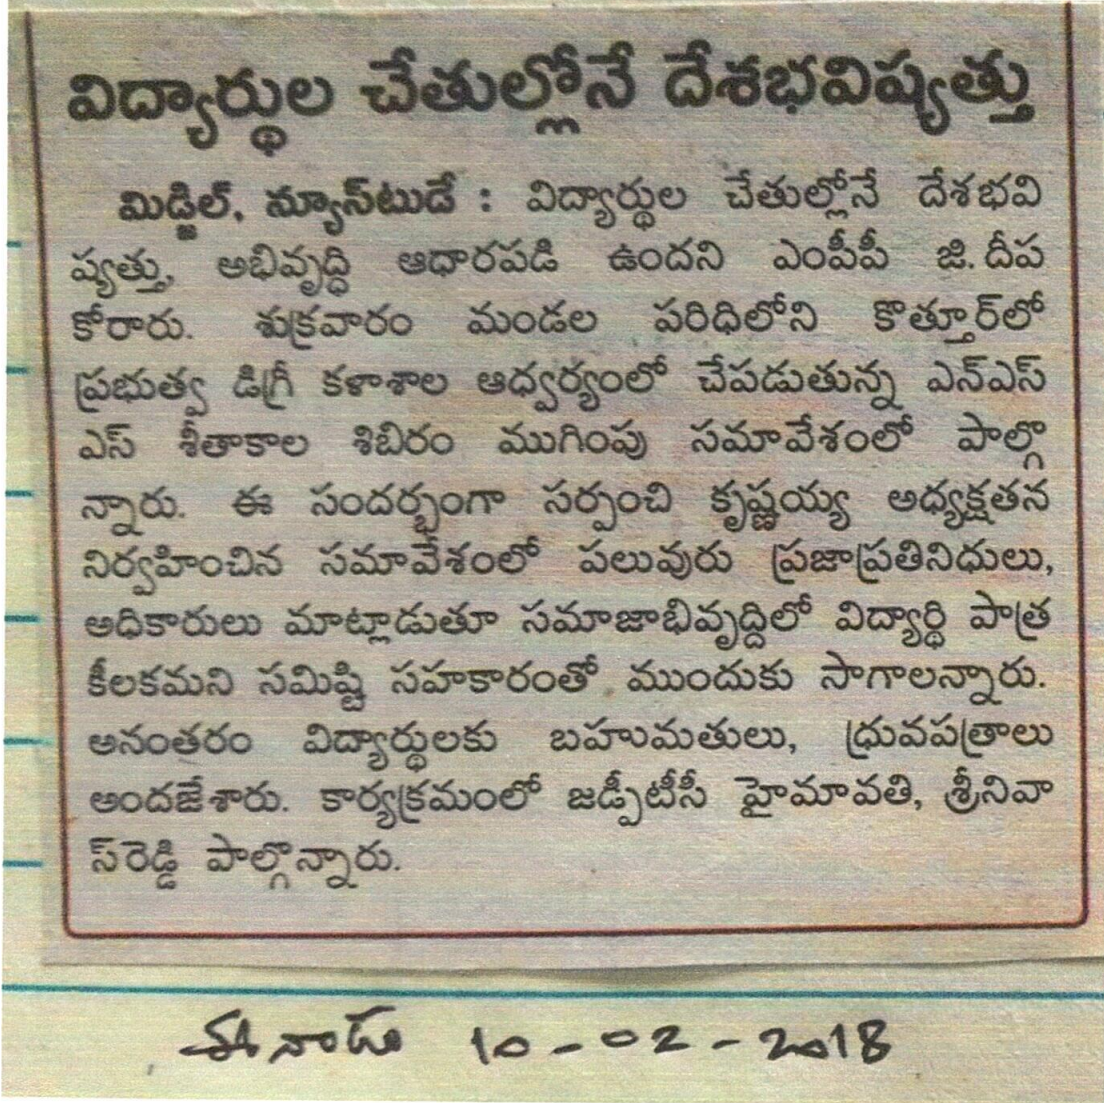 విద్యార్థుల చేతుల్లోనే దేశభవిష్యత్తు
మిడ్జిల్, న్యూస్‌టుడే : విద్యార్థుల చేతుల్లోనే దేశభవి
ష్యత్తు, అభివృద్ధి ఆధారపడి ఉందని ఎంపీపీ జి. దీప
కోరారు. శుక్రవారం మండల పరిధిలోని కొత్తూర్‌లో
ప్రభుత్వ డిగ్రీ కళాశాల ఆధ్వర్యంలో చేపడుతున్న ఎన్ఎస్
ఎస్ శీతాకాల శిబిరం ముగింపు సమావేశంలో పాల్గొ
న్నారు. ఈ సందర్భంగా సర్పంచి కృష్ణయ్య అధ్యక్షతన
నిర్వహించిన సమావేశంలో పలువురు ప్రజాప్రతినిధులు,
అధికారులు మాట్లాడుతూ సమాజాభివృద్దిలో విద్యార్థి పాత్ర
కీలకమని సమిష్టి సహకారంతో ముందుకు సాగాలన్నారు.
అనంతరం విద్యార్థులకు బహుమతులు, ధ్రువపత్రాలు
అందజేశారు. కార్యక్రమంలో జడ్పీటీసీ హైమావతి, శ్రీనివా
స్‌రెడ్డి పాల్గొన్నారు.
ఈనాడు 10-02-2018